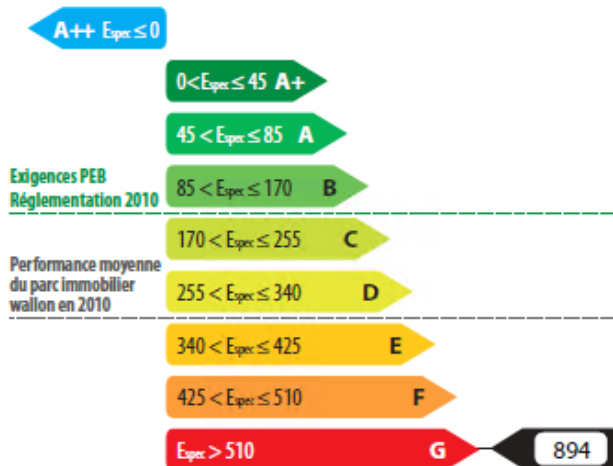 A++ Espec ≤ 0
0 < Espec ≤ 45 A+
45 < Espec ≤ 85 A
Exigences PEB
Réglementation 2010
85 < Espec ≤ 170 B
170 < Espec ≤ 255 C
Performance moyenne
du parc immobilier
wallon en 2010
255 < Espec ≤ 340 D
340 < Espec ≤ 425 E
425 < Espec ≤ 510 F
Espec > 510 G 894